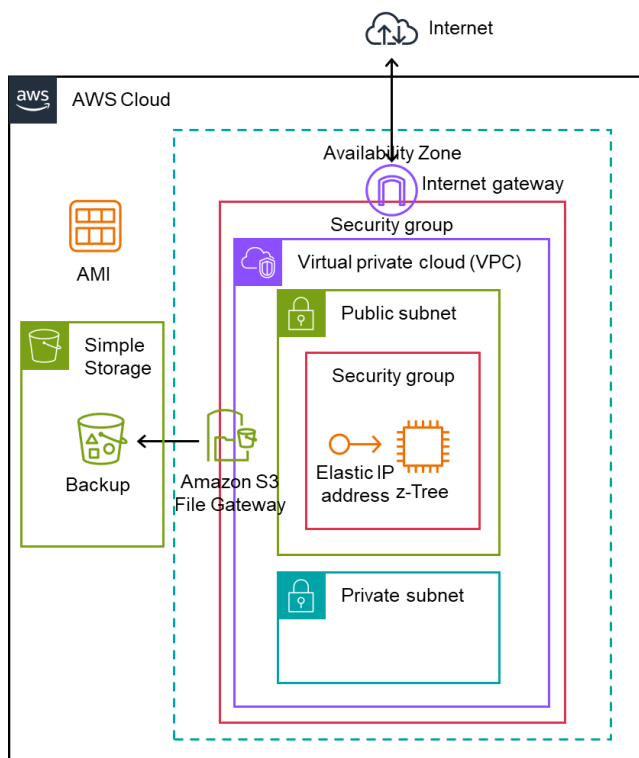 Internet
aws
AWS Cloud
Availability Zone
Internet gateway
Security group
AMI
Virtual private cloud (VPC)
Public subnet
Simple
Storage
Security group
Backup
Amazon S3
File Gateway
Elastic IP
address
z-Tree
Private subnet